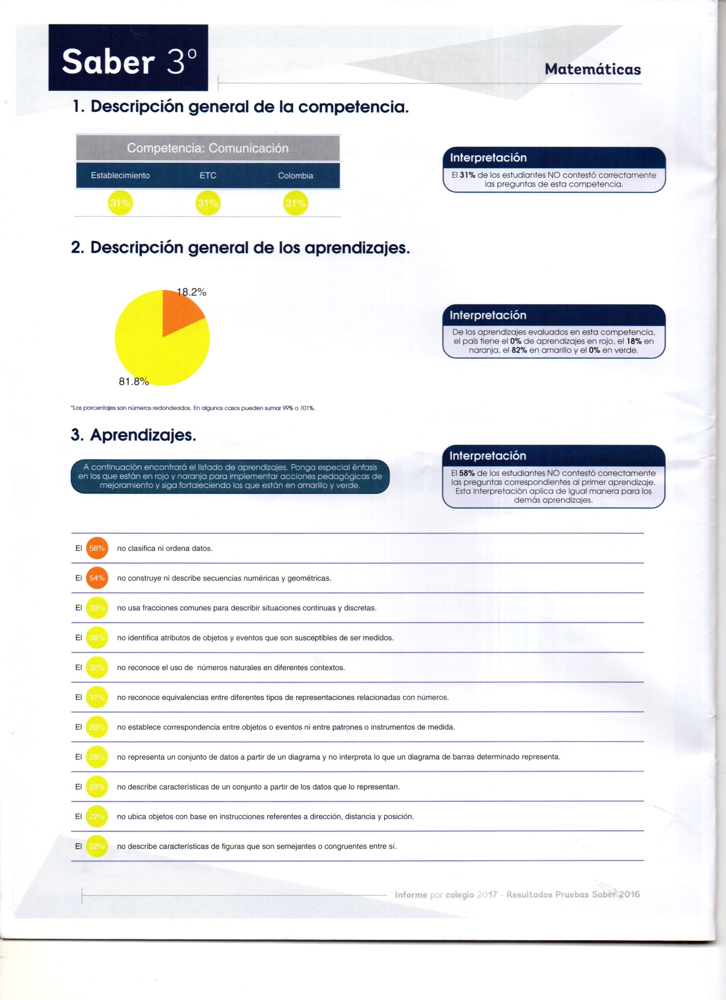 Saber 3º
Matemáticas
1. Descripción general de la competencia.
Competencia: Comunicación
Establecimiento ETC Colombia
31% 31% 31%
Interpretación
El 31% de los estudiantes NO contestó correctamente
las preguntas de esta competencia.
2. Descripción general de los aprendizajes.
18.2%
81.8%
Interpretación
De los aprendizajes evaluados en esta competencia,
el país tiene el 0% de aprendizajes en rojo, el 18% en
naranja, el 82% en amarillo y el 0% en verde.
*Los porcentajes son números redondeados. En algunos casos pueden sumar 99% o 101%.
3. Aprendizajes.
A continuación encontrará el listado de aprendizajes. Ponga especial énfasis
en los que están en rojo y naranja para implementar acciones pedagógicas de
mejoramiento y siga fortaleciendo los que están en amarillo y verde.
Interpretación
El 58% de los estudiantes NO contestó correctamente
las preguntas correspondientes al primer aprendizaje.
Esta interpretación aplica de igual manera para los
demás aprendizajes.
El 58% no clasifica ni ordena datos.
El 54% no construye ni describe secuencias numéricas y geométricas.
El 39% no usa fracciones comunes para describir situaciones continuas y discretas.
El 38% no identifica atributos de objetos y eventos que son susceptibles de ser medidos.
El 32% no reconoce el uso de números naturales en diferentes contextos.
El 31% no reconoce equivalencias entre diferentes tipos de representaciones relacionadas con números.
El 28% no establece correspondencia entre objetos o eventos ni entre patrones o instrumentos de medida.
El 28% no representa un conjunto de datos a partir de un diagrama y no interpreta lo que un diagrama de barras determinado representa.
El 28% no describe características de un conjunto a partir de los datos que lo representan.
El 22% no ubica objetos con base en instrucciones referentes a dirección, distancia y posición.
El 22% no describe características de figuras que son semejantes o congruentes entre sí.
Informe por colegio 2017 - Resultados Pruebas Saber 2016